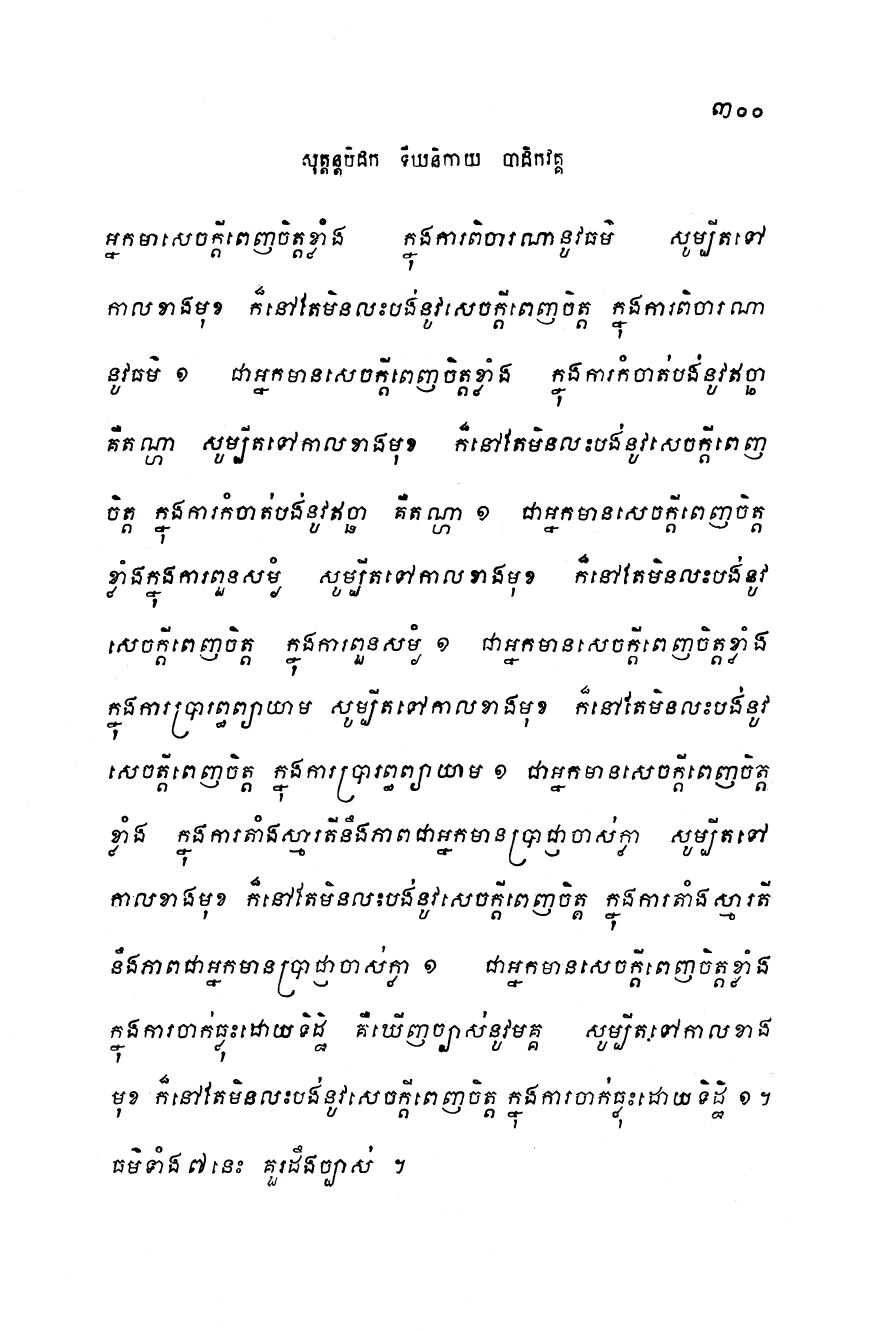 ៣០០
សុត្តន្តបិដក ទីឃនិកាយ បាដិកវគ្គ
អ្នកមាសេចក្តីពេញចិត្តខ្លាំង ក្នុងការពិចារណានូវធម៌ សូម្បីតទៅ
កាលខាងមុខ ក៏នៅតែមិនលះបង់នូវសេចក្តីពេញចិត្ត ក្នុងការពិចារណា
នូវធម៌ ១ ជាអ្នកមានសេចក្តីពេញចិត្តខ្លាំង ក្នុងការកំចាត់បង់នូវឥច្ឆា
គឺតណ្ហា សូម្បីតទៅកាលខាងមុខ ក៏នៅតែមិនលះបង់នូវសេចក្តីពេញ
ចិត្ត ក្នុងការកំចាត់បង់នូវឥច្ឆា គឺតណ្ហា ១ ជាអ្នកមានសេចក្តីពេញចិត្ត
ខ្លាំងក្នុងការពួនសម្ងំ សូម្បីតទៅកាលខាងមុខ ក៏នៅតែមិនលះបង់នូវ
សេចក្តីពេញចិត្ត ក្នុងការពួនសម្ងំ ១ ជាអ្នកមានសេចក្តីពេញចិត្តខ្លាំង
ក្នុងការប្រារព្ធព្យាយាម សូម្បីតទៅកាលខាងមុខ ក៏នៅតែមិនលះបង់នូវ
សេចក្តីពេញចិត្ត ក្នុងការប្រារព្ធព្យាយាម ១ ជាអ្នកមានសេចក្តីពេញចិត្ត
ខ្លាំង ក្នុងការតាំងស្មារតីនឹងភាពជាអ្នកមានប្រាជ្ញាចាស់ក្លា សូម្បីតទៅ
កាលខាងមុខ ក៏នៅតែមិនលះបង់នូវសេចក្តីពេញចិត្ត ក្នុងការតាំងស្មារតី
នឹងភាពជាអ្នកមានប្រាជ្ញាចាស់ក្លា ១ ជាអ្នកមានសេចក្តីពេញចិត្តខ្លាំង
ក្នុងការចាក់ធ្លុះដោយទិដ្ឋិ គឺឃើញច្បាស់នូវមគ្គ សូម្បីតទៅកាលខាង
មុខ ក៏នៅតែមិនលះបង់នូវសេចក្តីពេញចិត្ត ក្នុងការចាក់ធ្លុះដោយទិដ្ឋិ ១ ។
ធម៌ទាំង៧នេះ គួរដឹងច្បាស់ ។